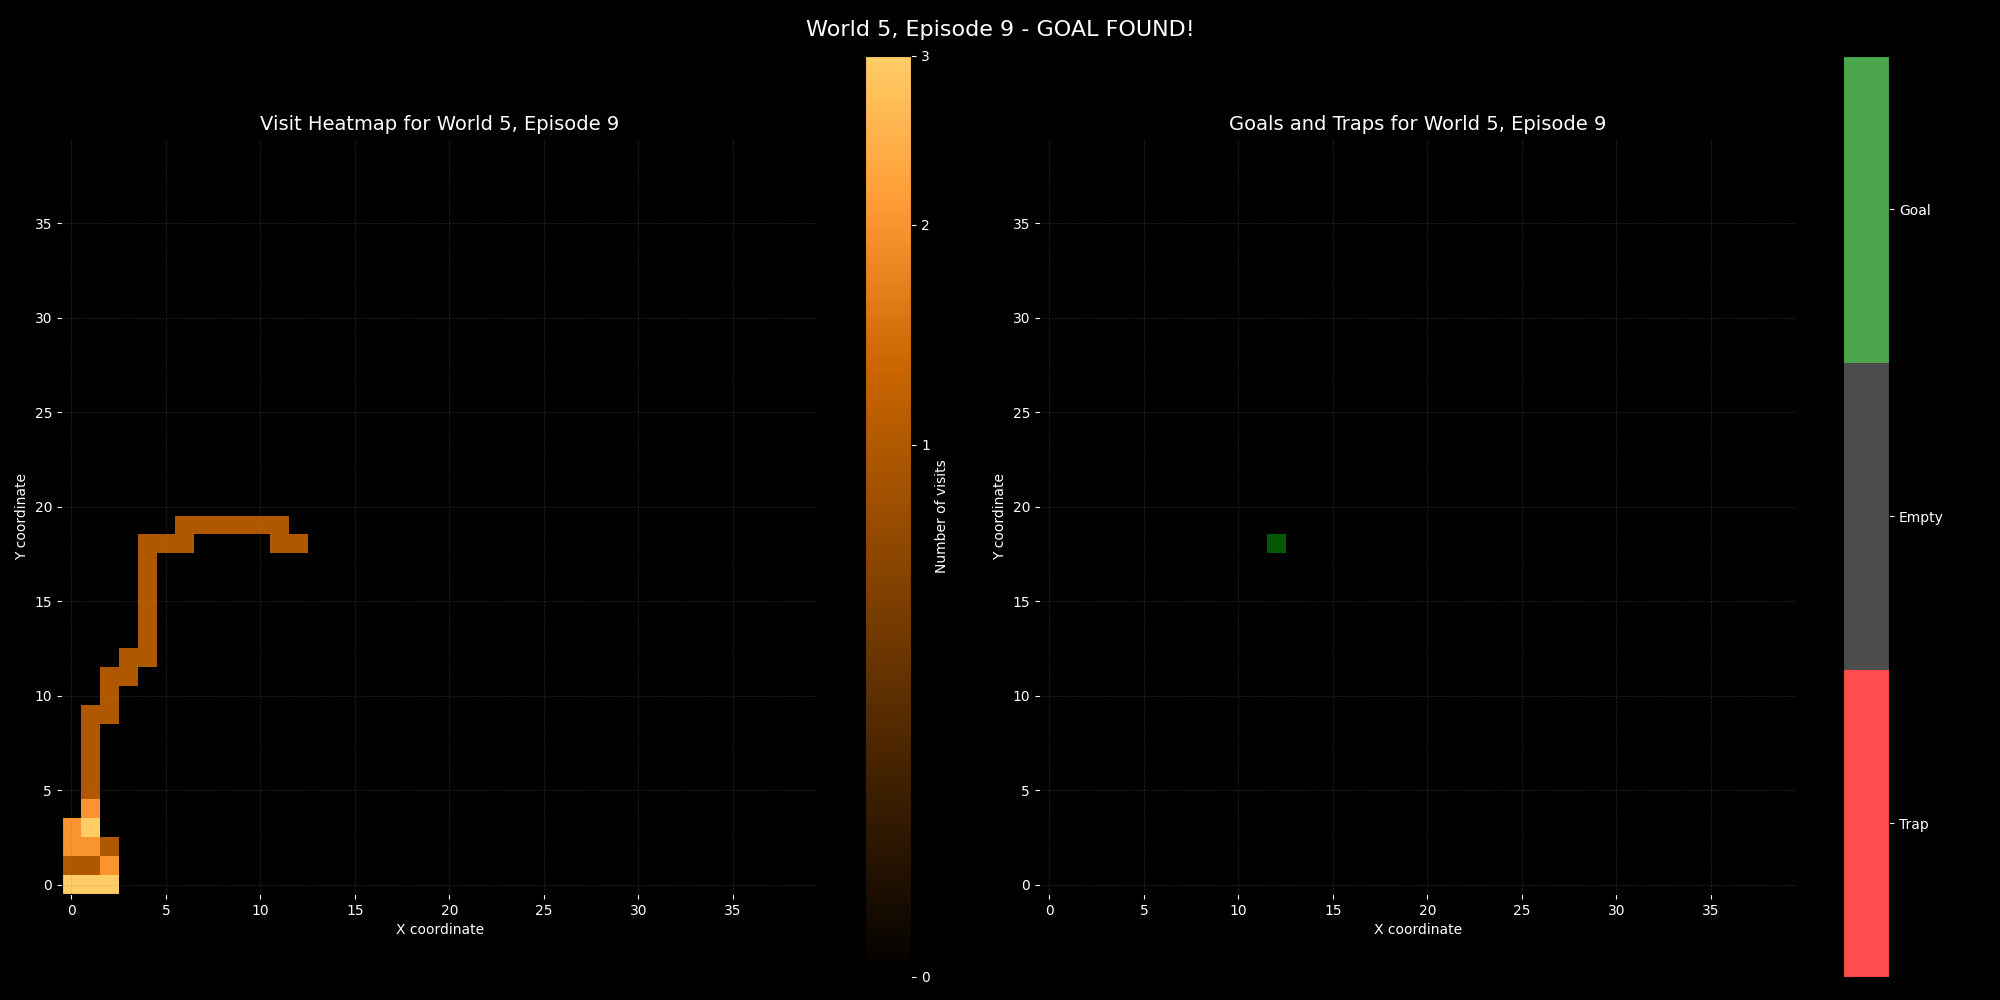 World 5, Episode 9 - GOAL FOUND!
Visit Heatmap for World 5, Episode 9
35
30
25
20
15
10
5
0
Y coordinate
0 5 10 15 20 25 30 35
X coordinate
3
2
1
0
Number of visits
Goals and Traps for World 5, Episode 9
35
30
25
20
15
10
5
0
Y coordinate
0 5 10 15 20 25 30 35
X coordinate
Goal
Empty
Trap